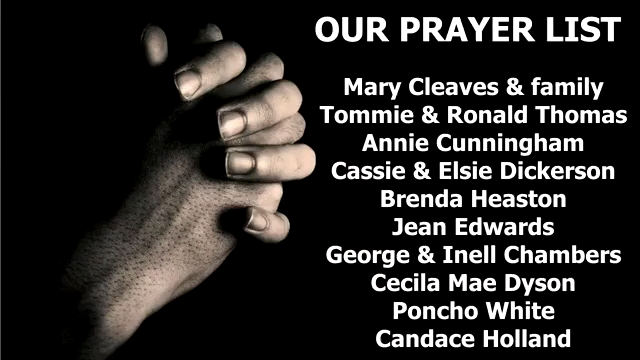 OUR PRAYER LIST
Mary Cleaves & family
Tommie & Ronald Thomas
Annie Cunningham
Cassie & Elsie Dickerson
Brenda Heaston
Jean Edwards
George & Inell Chambers
Cecila Mae Dyson
Poncho White
Candace Holland